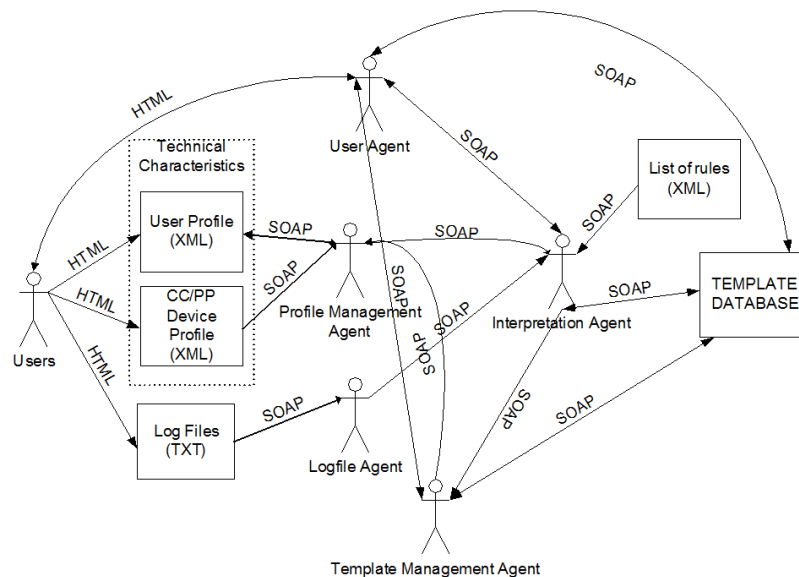 SOAP
HTML
User Agent
Technical
Characteristics
SOAP
List of rules
(XML)
User Profile
(XML)
HTML
SOAP
SOAP
SOAP
SOAP
SOAP
SOAP
TEMPLATE
DATABASE
HTML
CC/PP
Device
Profile
(XML)
Profile Management
Agent
SOAP
Interpretation Agent
Users
SOAP
HTML
SOAP
Log Files
(TXT)
SOAP
SOAP
Logfile Agent
Template Management Agent